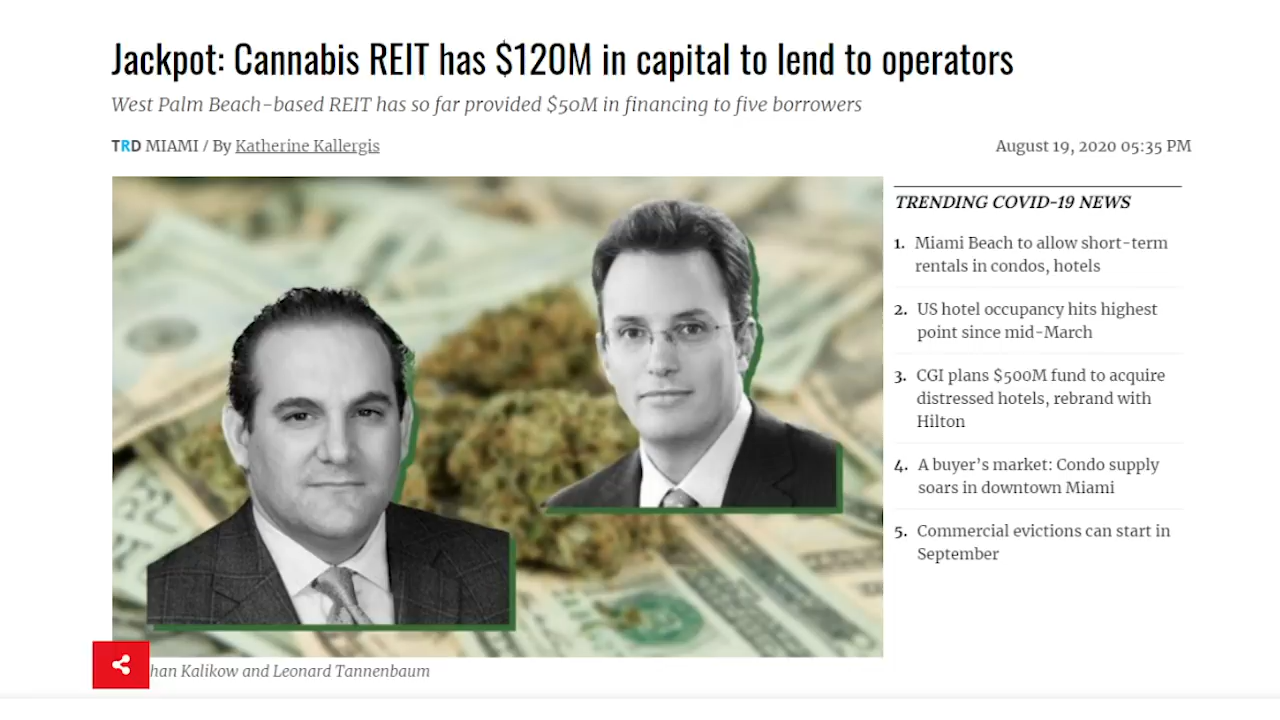 Jackpot: Cannabis REIT has $120M in capital to lend to operators
West Palm Beach-based REIT has so far provided $50M in financing to five borrowers
TRD MIAMI / By Katherine Kallergis
August 19, 2020 05:35 PM
TRENDING COVID-19 NEWS
1. Miami Beach to allow short-term
rentals in condos, hotels
2. US hotel occupancy hits highest
point since mid-March
3. CGI plans $500M fund to acquire
distressed hotels, rebrand with
Hilton
4. A buyer's market: Condo supply
soars in downtown Miami
5. Commercial evictions can start in
September
han Kalikow and Leonard Tannenbaum